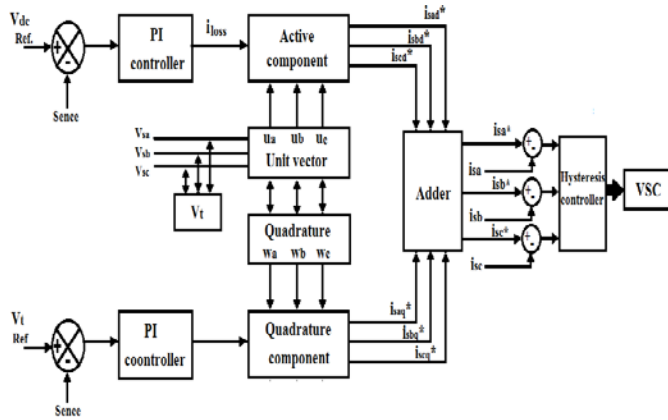 Vdc
Ref.
+
-
Sence
PI
controller
iloss
Active
component
isad*
isbd*
iscd*
Vsa
Vsb
Vsc
ua ub uc
Unit vector
Vt
Quadrature
wa wb wc
Adder
isa*
isa
+
-
isb*
isb
+
-
isc*
isc
+
-
Hysteresis
controller
VSC
Vt
Ref
+
-
Sence
PI
coontroller
Quadrature
component
isaq*
isbq*
iscq*